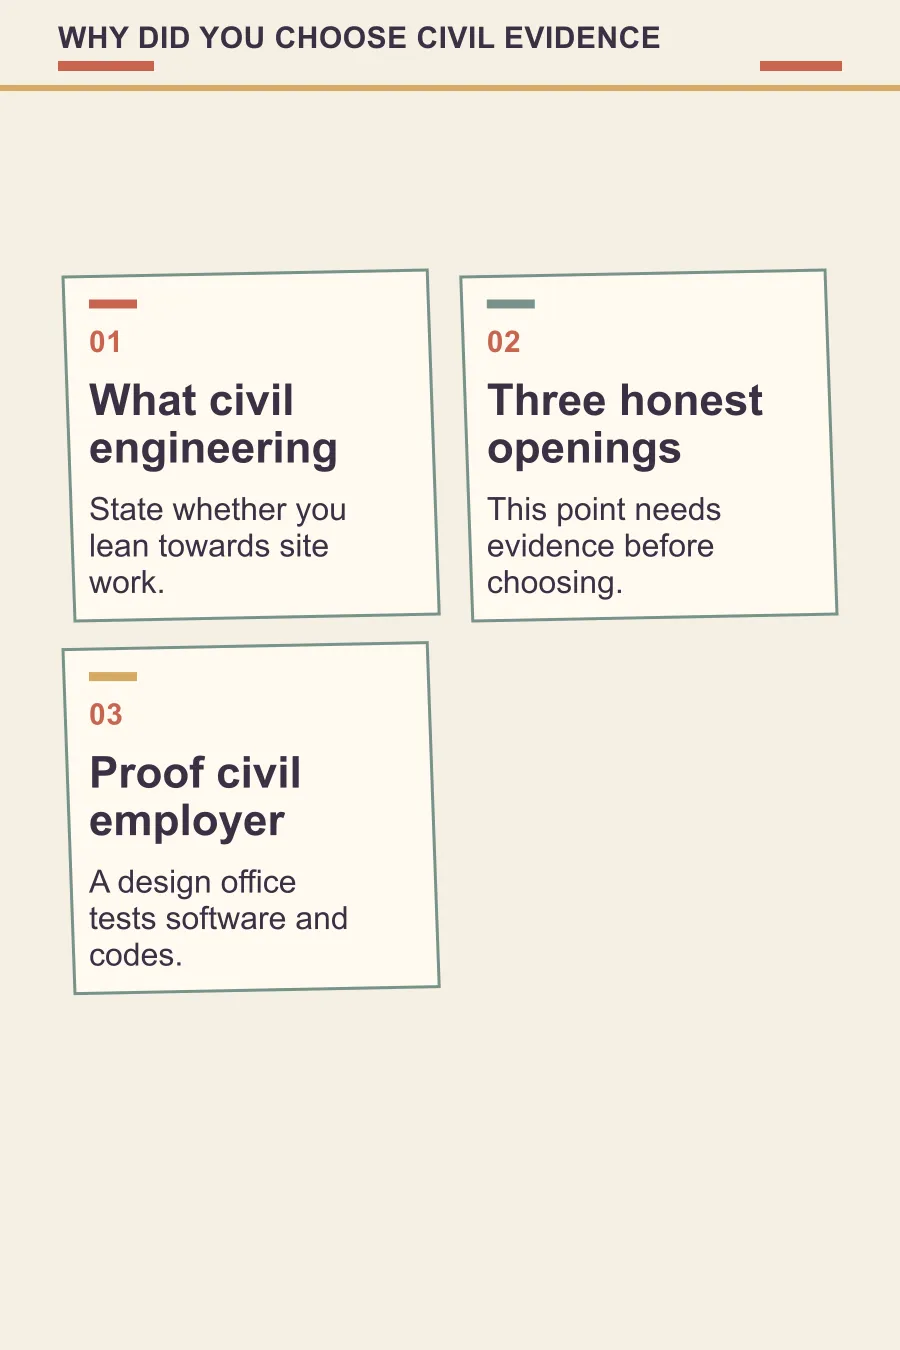 WHY DID YOU CHOOSE CIVIL EVIDENCE
01
What civil
engineering
State whether you
lean towards site
work.
02
Three honest
openings
This point needs
evidence before
choosing.
03
Proof civil
employer
A design office
tests software and
codes.